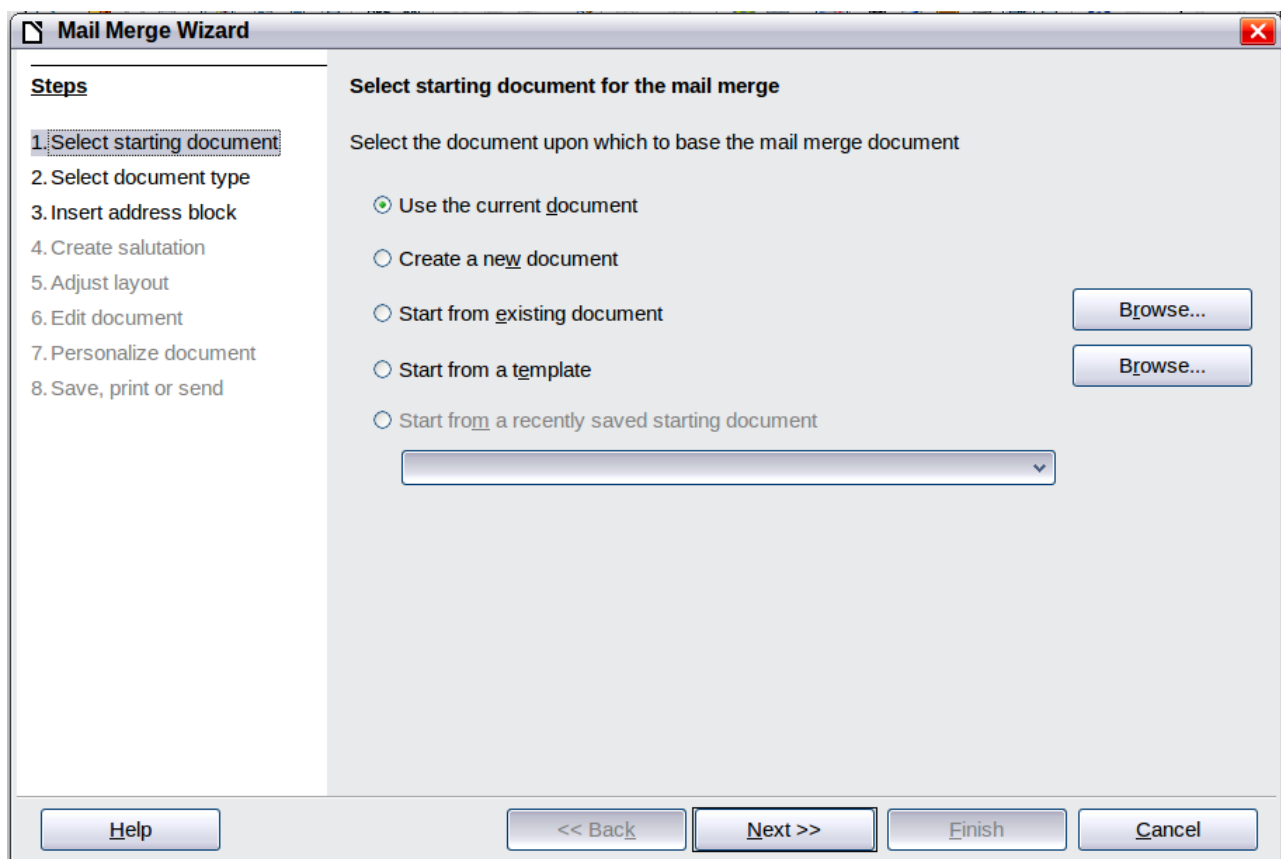 Mail Merge Wizard
Steps
1. Select starting document
2. Select document type
3. Insert address block
4. Create salutation
5. Adjust layout
6. Edit document
7. Personalize document
8. Save, print or send
Select starting document for the mail merge
Select the document upon which to base the mail merge document
Use the current document
Create a new document
Start from existing document
Browse...
Start from a template
Browse...
Start from a recently saved starting document
Help
<< Back
Next >>
Finish
Cancel